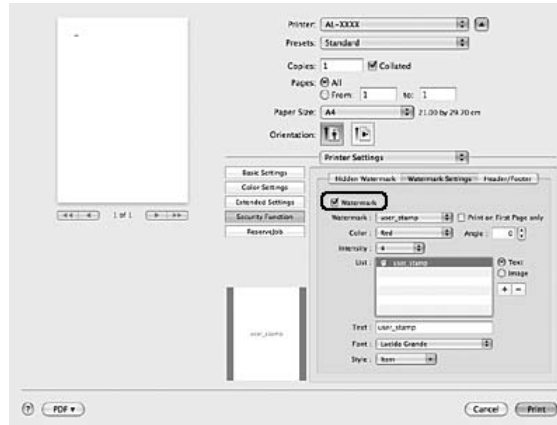 Printer: AL-XXXX
Presets: Standard
Copies: 1 Collated
Pages: All
From: 1 to: 1
Paper Size: A4 21.00 by 29.70 cm
Orientation:
Printer Settings
Basic Settings
Color Settings
Extended Settings
Security Function
ReserveJob
Hidden Watermark Watermark Settings Header/Footer
Watermark
Watermark : user_stamp Print on First Page only
Color : Red Angle : 0
Intensity : 4
List : user_stamp Text
Image
+ -
Text : user_stamp
Font : Lucida Grande
Style :
1 of 1
user_stamp
? PDF Cancel Print